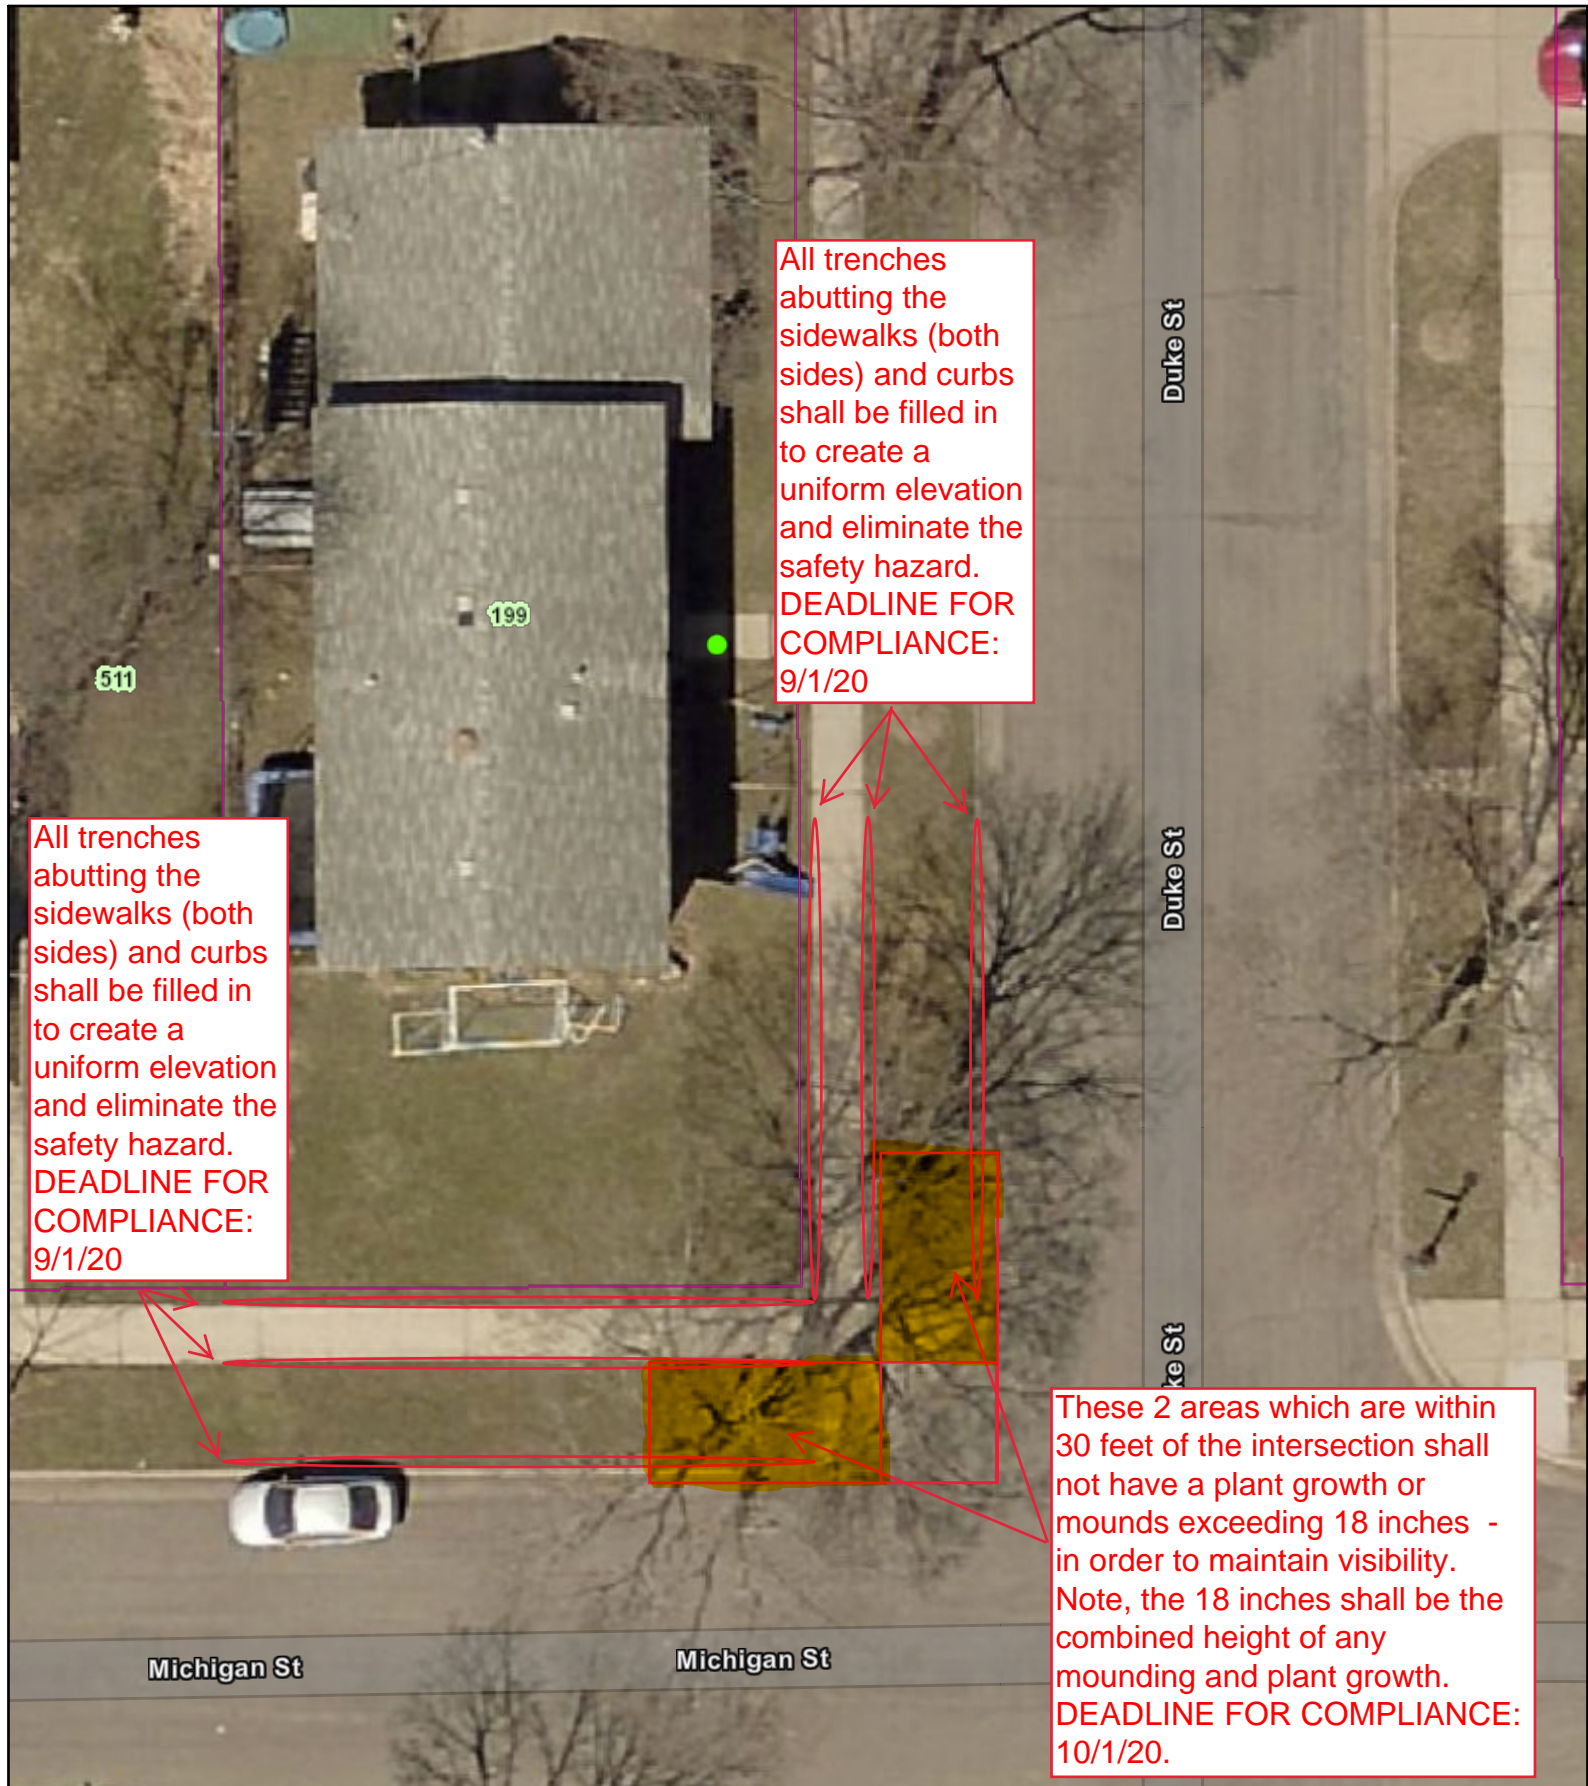 All trenches
abutting the
sidewalks (both
sides) and curbs
shall be filled in
to create a
uniform elevation
and eliminate the
safety hazard.
DEADLINE FOR
COMPLIANCE:
9/1/20
Duke St
199
511
Duke St
All trenches
abutting the
sidewalks (both
sides) and curbs
shall be filled in
to create a
uniform elevation
and eliminate the
safety hazard.
DEADLINE FOR
COMPLIANCE:
9/1/20
ke St
These 2 areas which are within
30 feet of the intersection shall
not have a plant growth or
mounds exceeding 18 inches -
in order to maintain visibility.
Note, the 18 inches shall be the
combined height of any
mounding and plant growth.
DEADLINE FOR COMPLIANCE:
10/1/20.
Michigan St
Michigan St